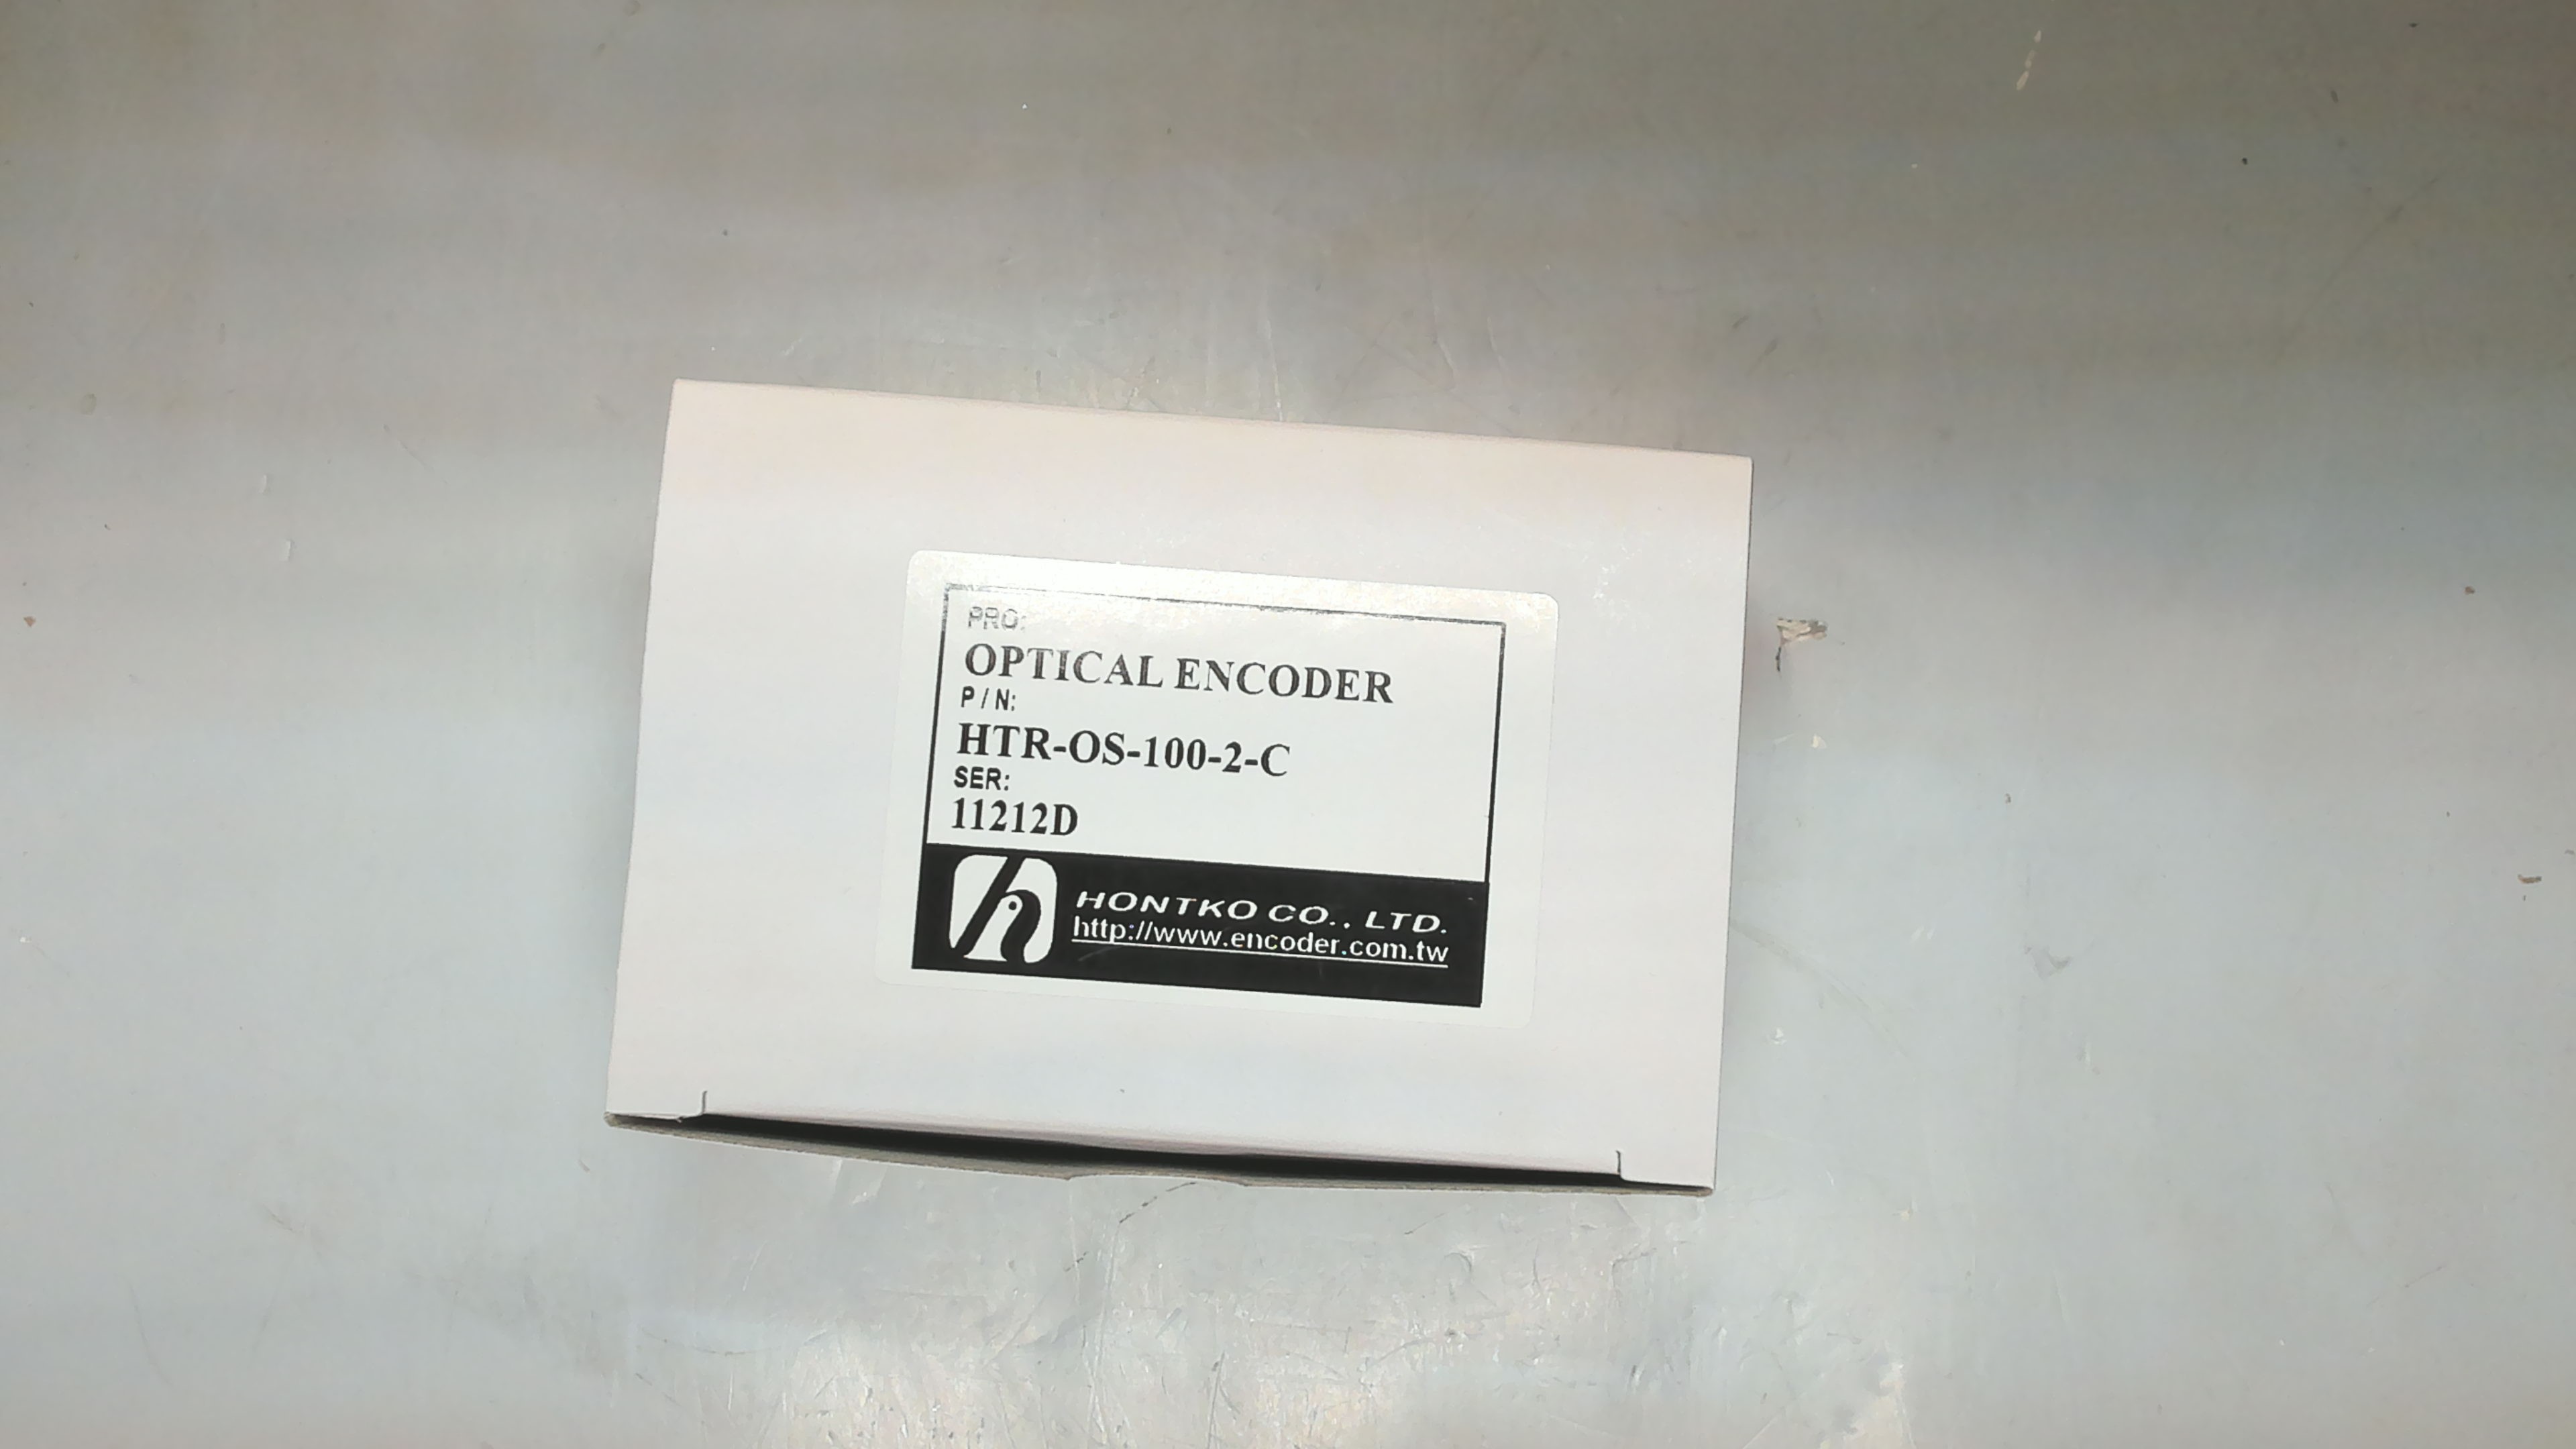 PRO:
OPTICAL ENCODER
P/N:
HTR-OS-100-2-C
SER:
11212D
HONTKO CO., LTD.
http://www.encoder.com.tw